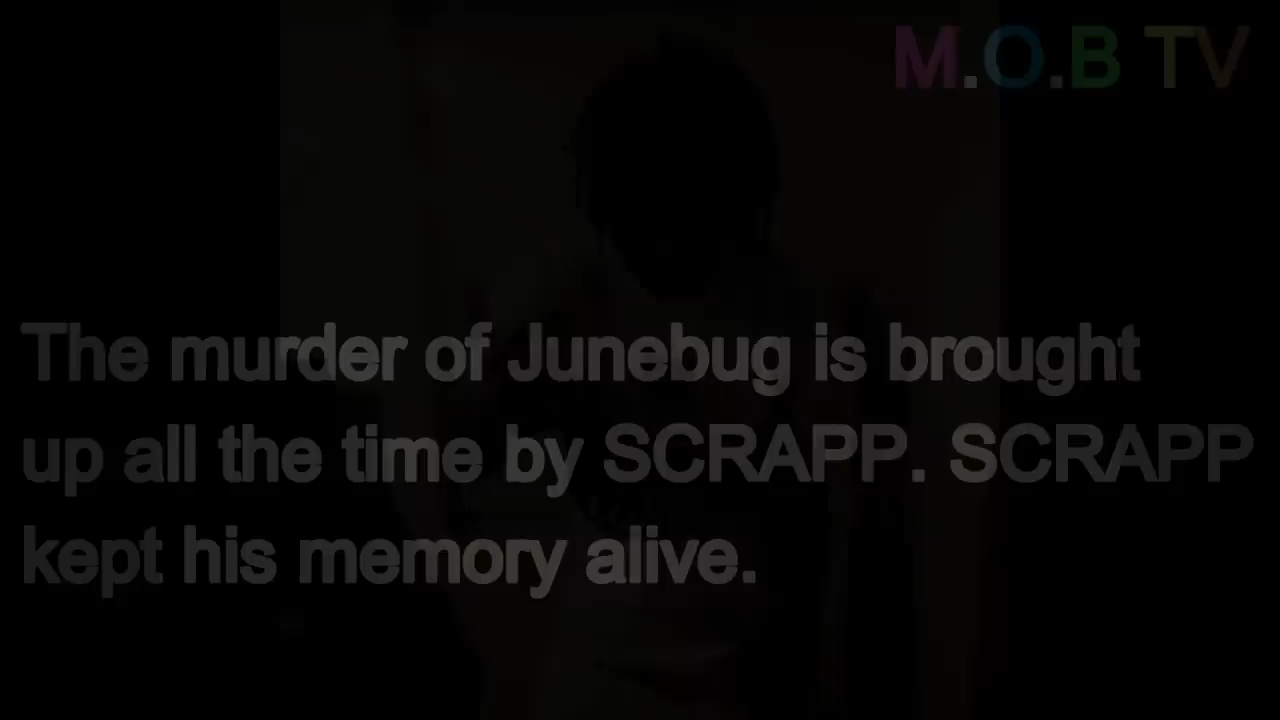 M.O.B TV
The murder of Junebug is brought
up all the time by SCRAPP. SCRAPP
kept his memory alive.